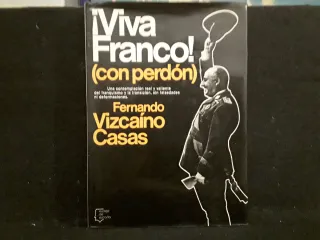 ¡Viva
Franco!
(con perdón)
Una contemplación real y valiente
del franquismo y la transición, sin falsedades
ni deformaciones.
Fernando
Vizcaíno
Casas